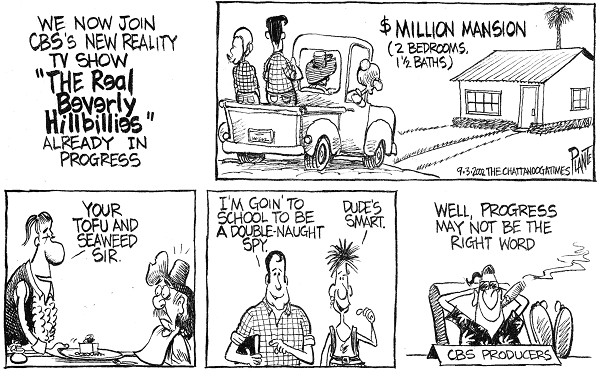 WE NOW JOIN
CBS'S NEW REALITY
TV SHOW
"THE Real
Beverly
Hillbillies"
ALREADY IN
PROGRESS
$ MILLION MANSION
(2 BEDROOMS,
1½ BATHS)
9-3-2002 THE CHATTANOOGA TIMES
PLANTE
YOUR
TOFU AND
SEAWEED
SIR.
I'M GOIN' TO
SCHOOL TO BE
A DOUBLE-NAUGHT
SPY.
DUDE'S
SMART.
WELL, PROGRESS
MAY NOT BE THE
RIGHT WORD
CBS PRODUCERS